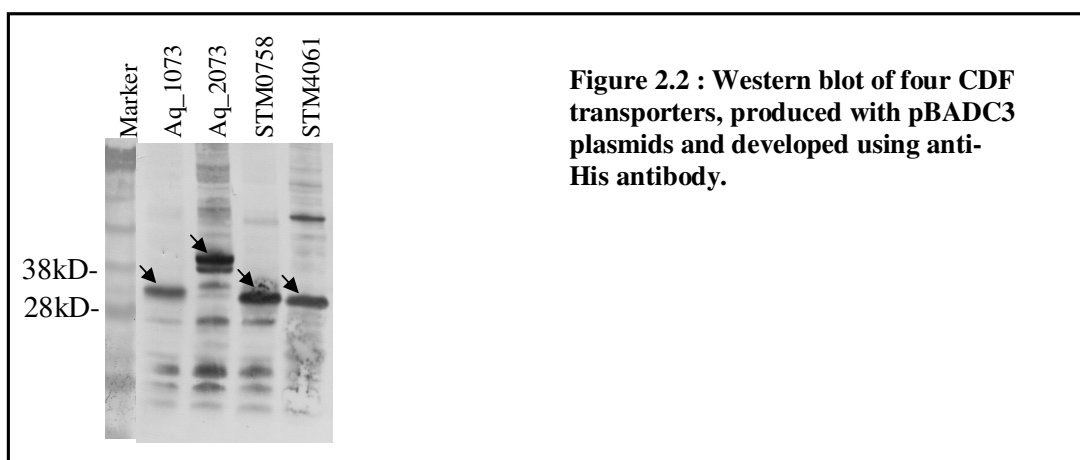 Marker
Aq_1073
Aq_2073
STM0758
STM4061
38kD-
28kD-
Figure 2.2 : Western blot of four CDF
transporters, produced with pBADC3
plasmids and developed using anti-
His antibody.